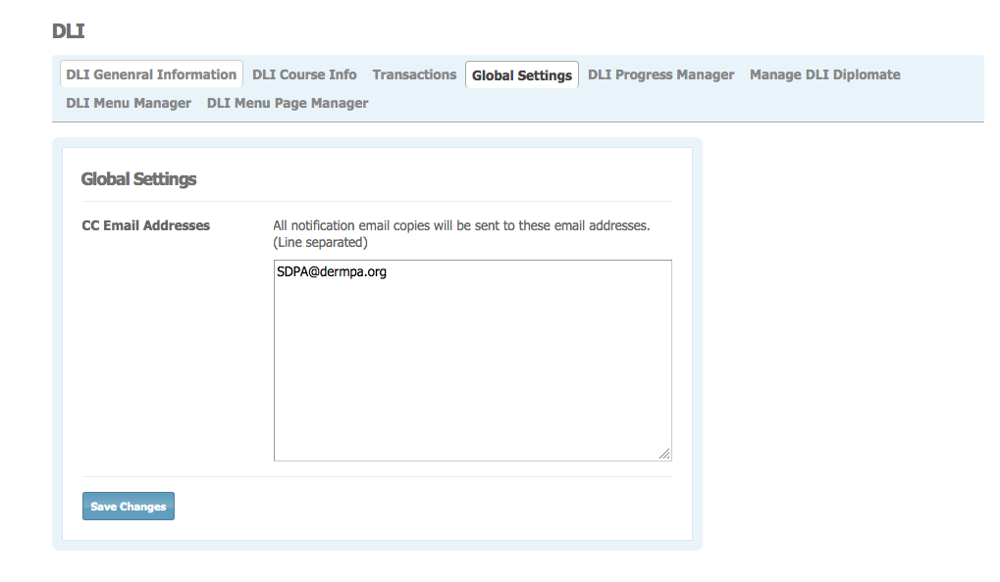 DLI
DLI Genenral Information DLI Course Info Transactions Global Settings DLI Progress Manager Manage DLI Diplomate
DLI Menu Manager DLI Menu Page Manager
Global Settings
CC Email Addresses All notification email copies will be sent to these email addresses.
(Line separated)
SDPA@dermpa.org
Save Changes